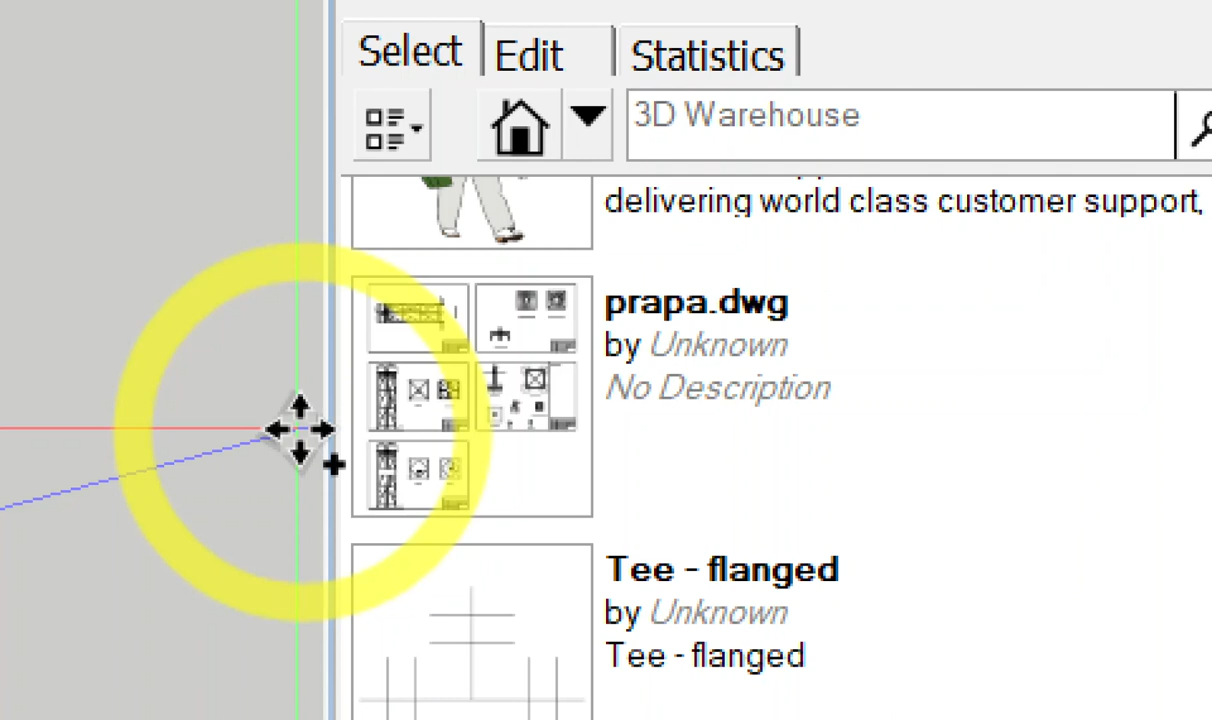 Select Edit Statistics
3D Warehouse
delivering world class customer support,
prapa.dwg
by Unknown
No Description
Tee - flanged
by Unknown
Tee - flanged